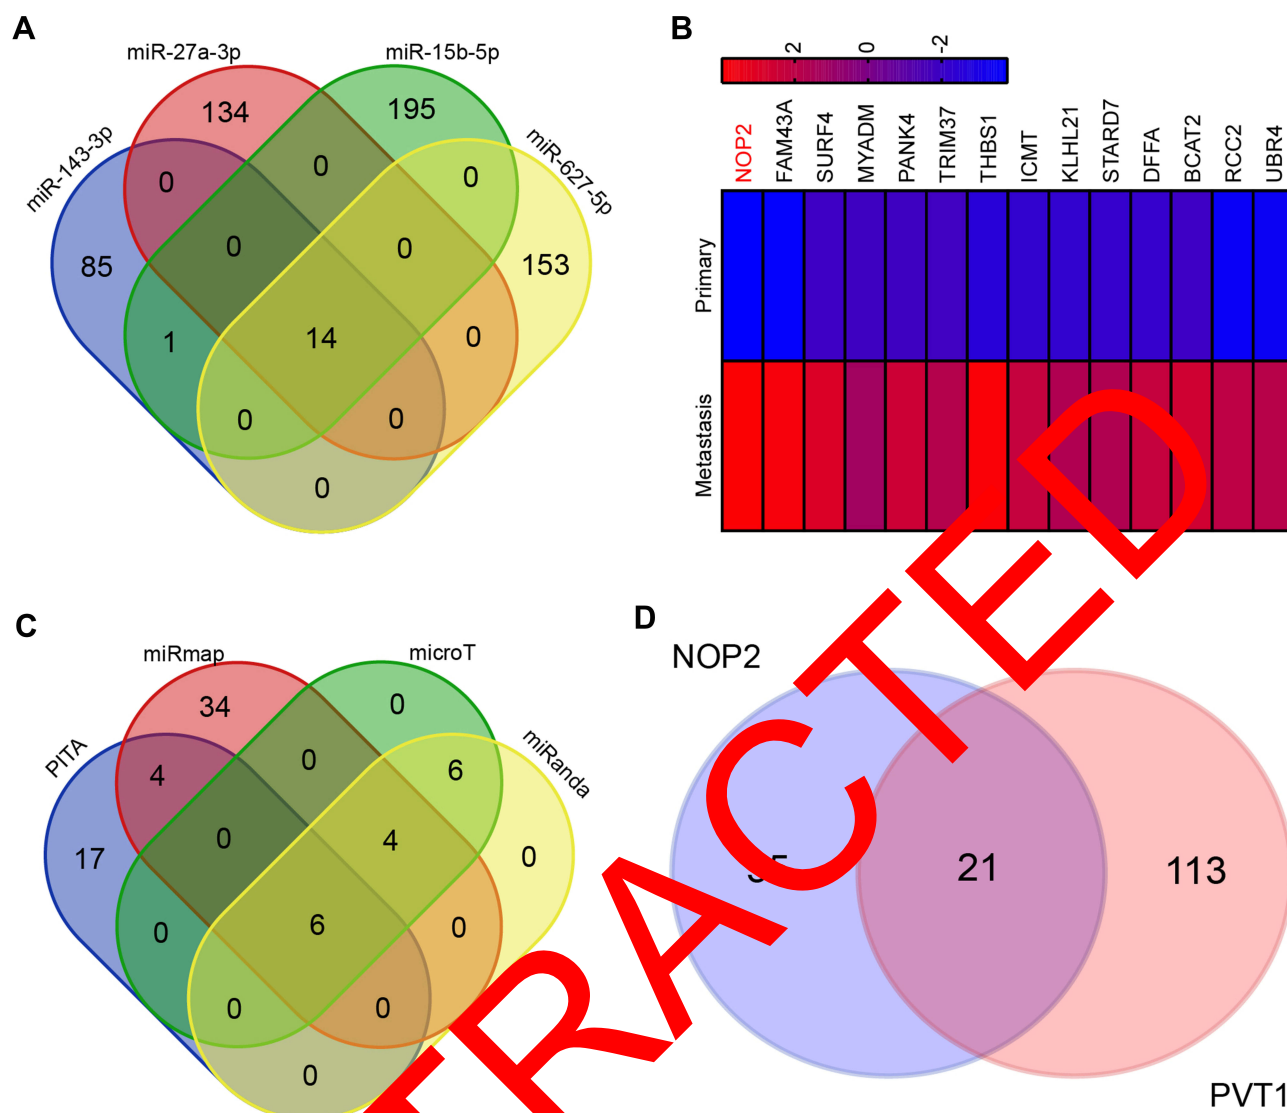 A
miR-27a-3p
miR-15b-5p
miR-143-3p
miR-627-5p
134
195
0
0
0
85
0
0
153
1
14
0
0
0
0
B
2
0
-2
NOP2
FAM43A
SURF4
MYADM
PANK4
TRIM37
THBS1
ICMT
KLHL21
STARD7
DFFA
BCAT2
RCC2
UBR4
Primary
Metastasis
C
miRmap
microT
PITA
miRanda
34
0
4
0
6
17
0
4
0
0
6
0
0
0
0
D
NOP2
21
113
PVT1
TRACTED